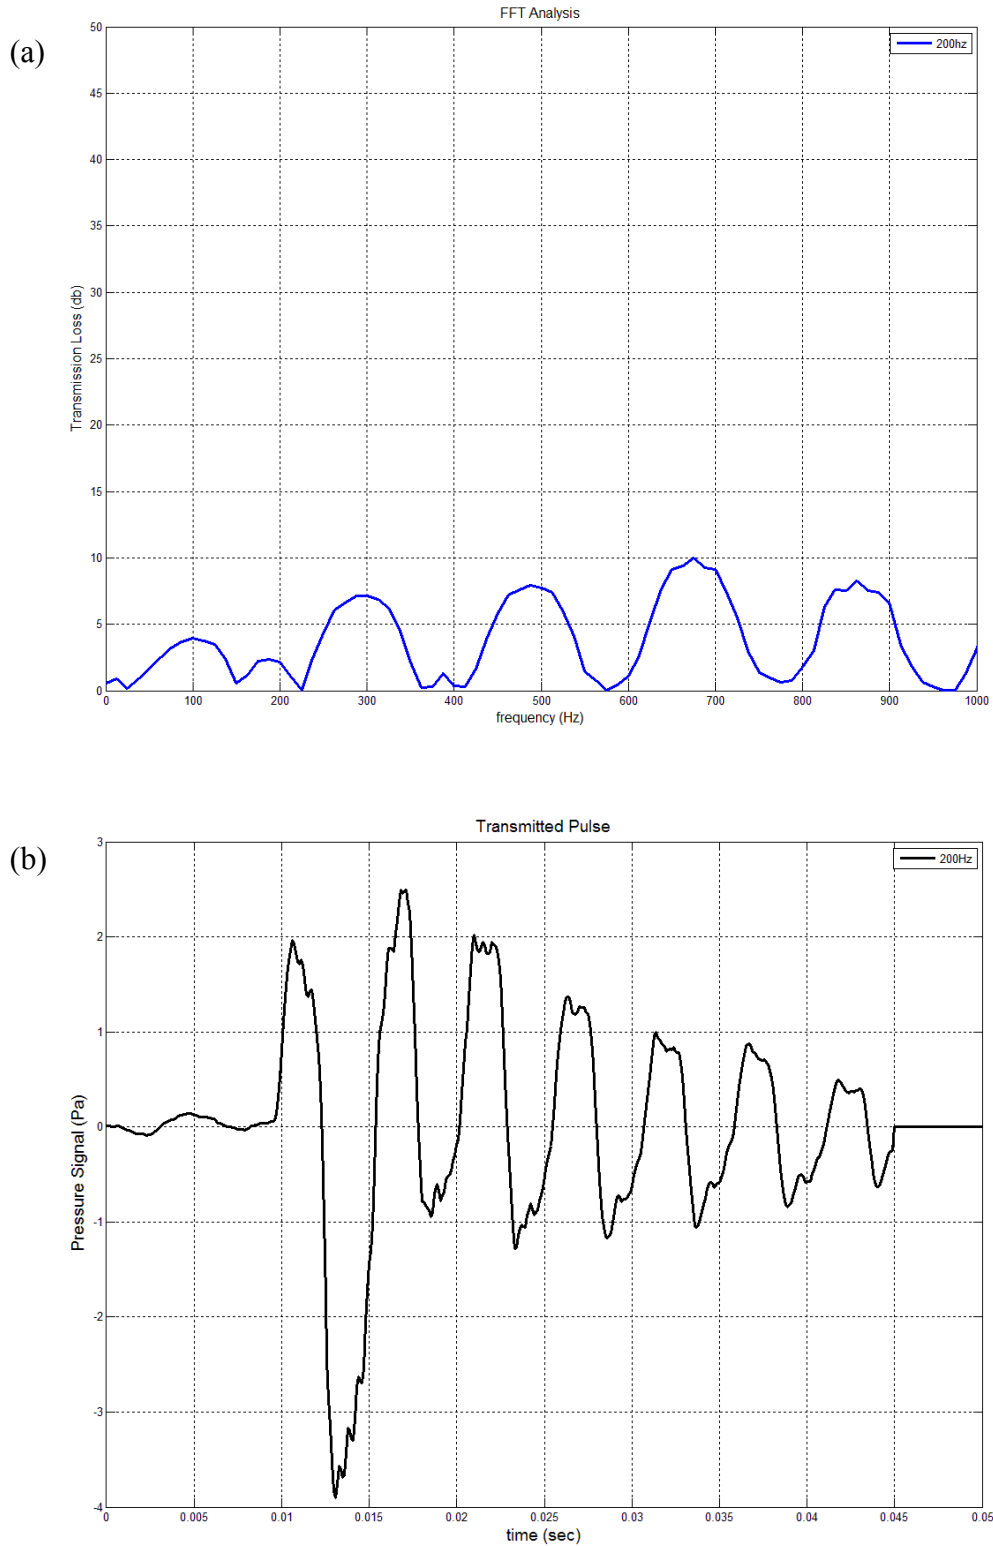 FFT Analysis
(a)
200hz
50
45
40
35
30
25
20
15
10
5
0
Transmission Loss (db)
0 100 200 300 400 500 600 700 800 900 1000
frequency (Hz)
Transmitted Pulse
(b)
200Hz
3
2
1
0
-1
-2
-3
-4
Pressure Signal (Pa)
0 0.005 0.01 0.015 0.02 0.025 0.03 0.035 0.04 0.045 0.05
time (sec)